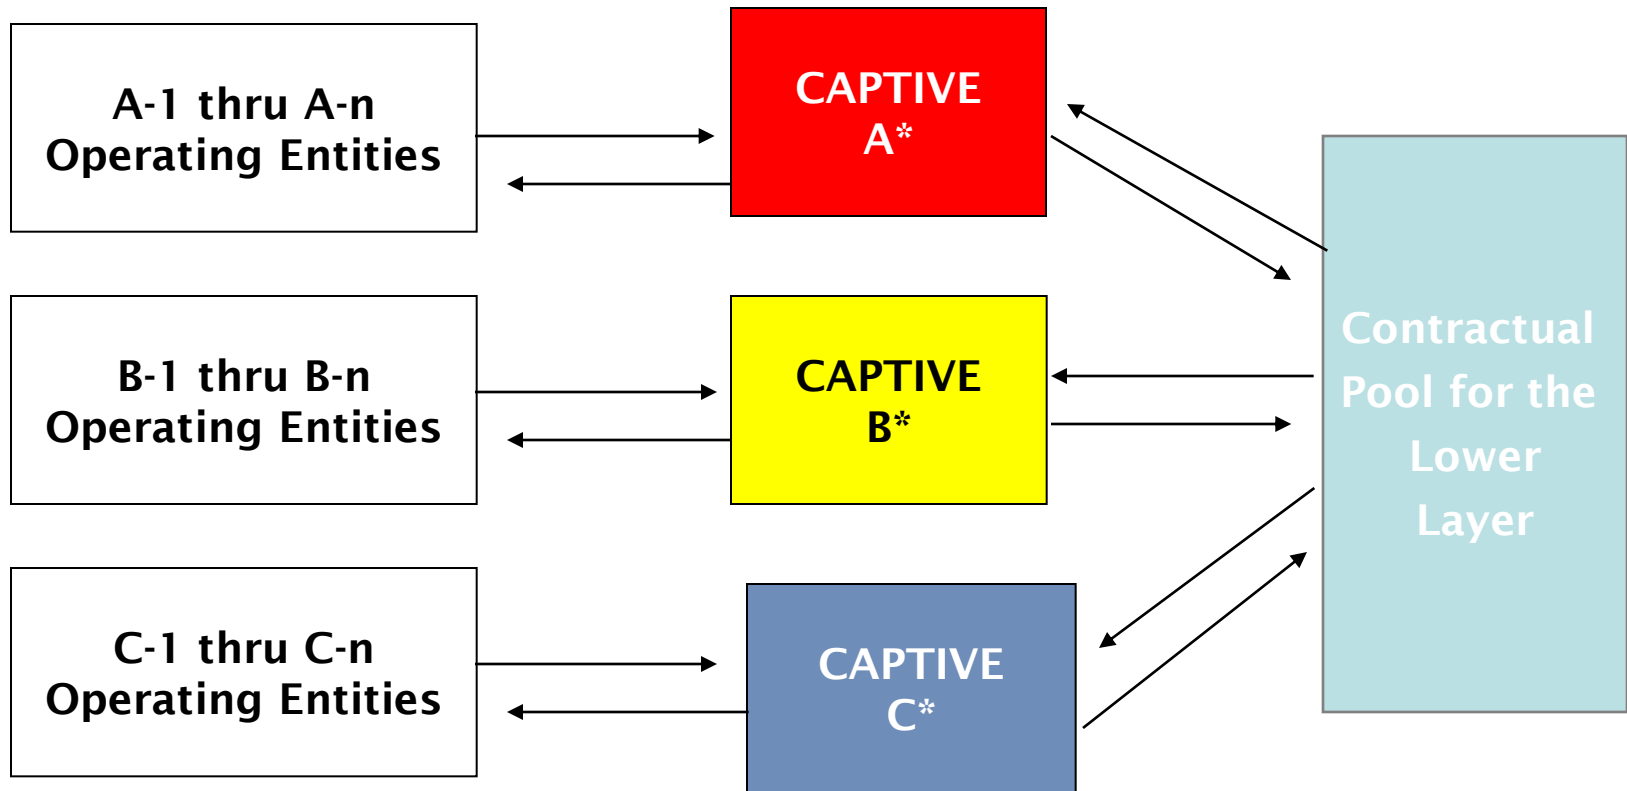 A-1 thru A-n
Operating Entities
CAPTIVE
A*
B-1 thru B-n
Operating Entities
CAPTIVE
B*
C-1 thru C-n
Operating Entities
CAPTIVE
C*
Contractual
Pool for the
Lower
Layer